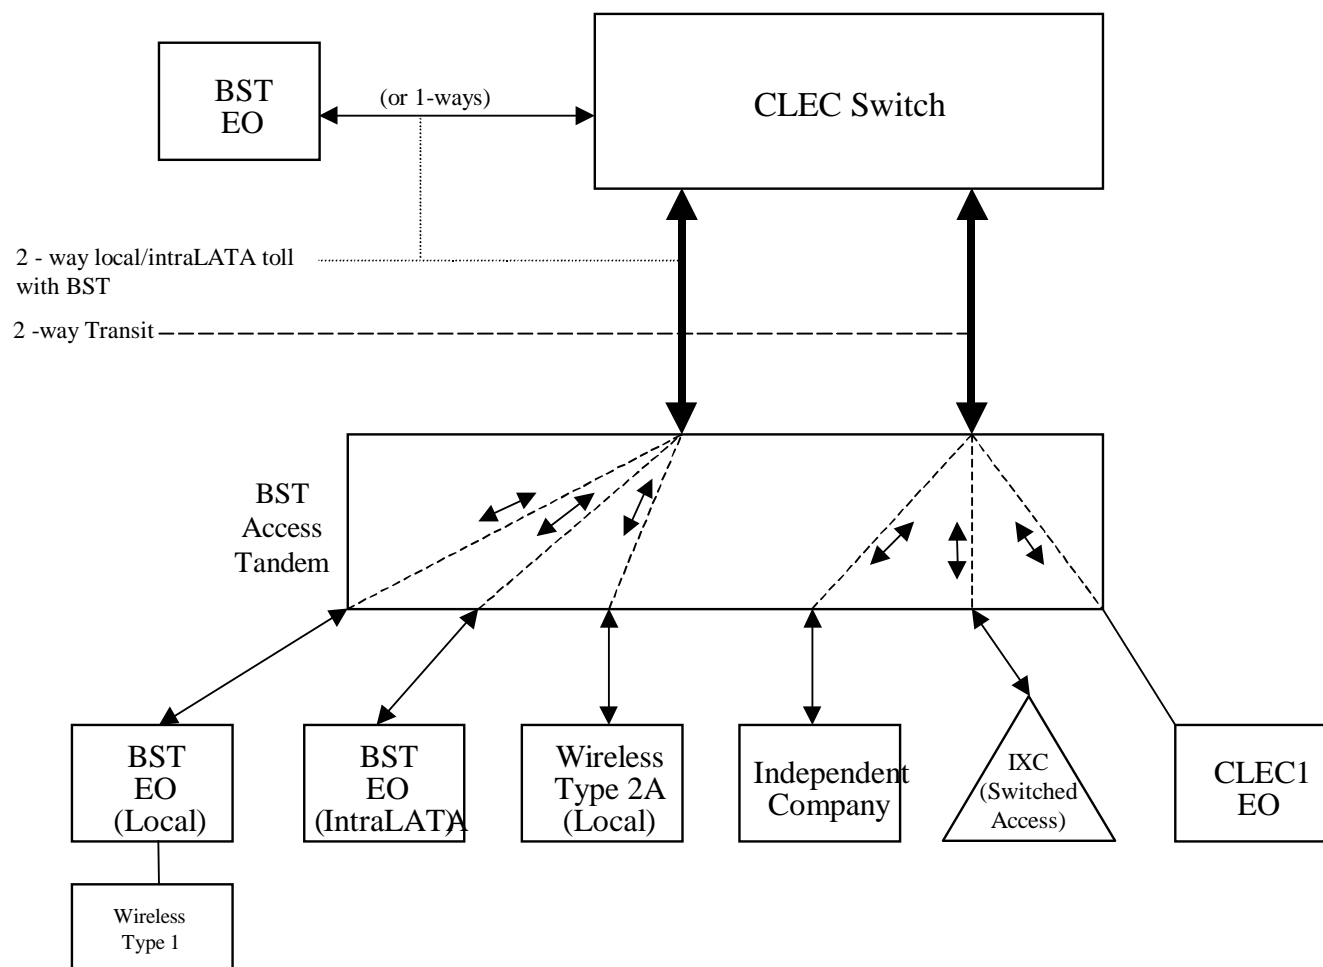 BST
EO
(or 1-ways)
CLEC Switch
2 - way local/intraLATA toll
with BST
2 -way Transit
BST
Access
Tandem
BST
EO
(Local)
BST
EO
(IntraLATA)
Wireless
Type 2A
(Local)
Independent
Company
IXC
(Switched
Access)
CLEC1
EO
Wireless
Type 1